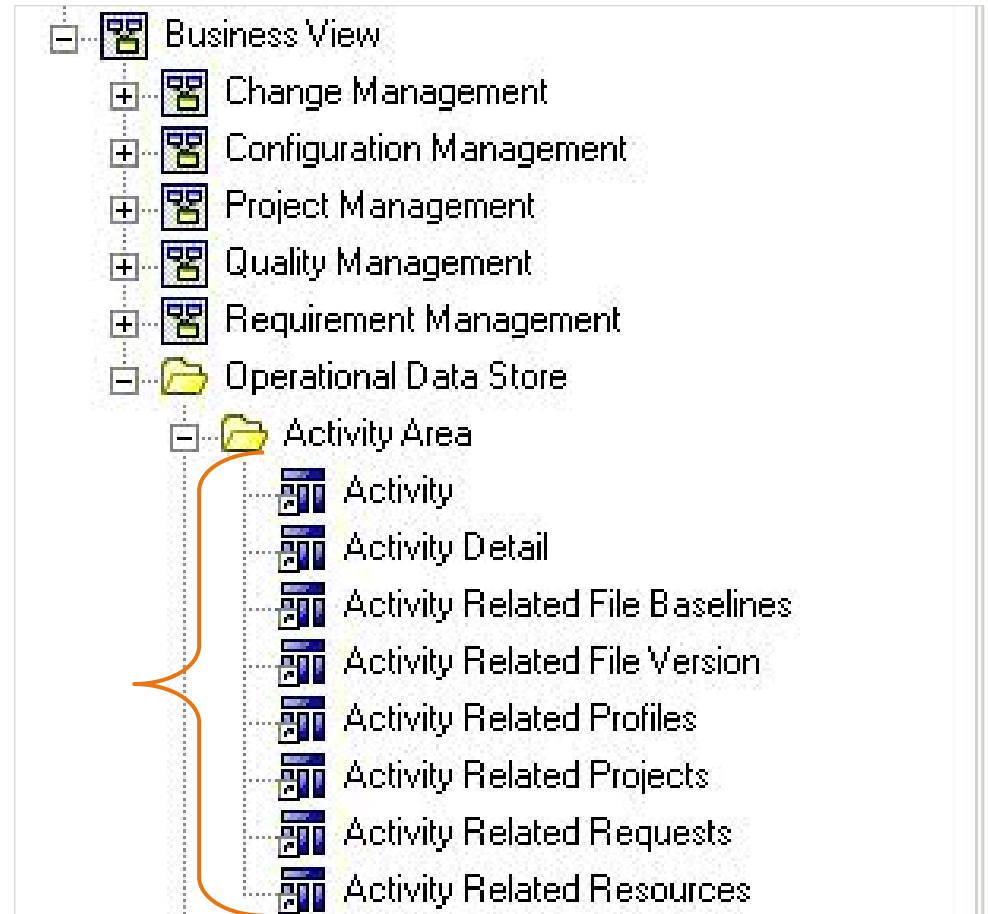 Business View
Change Management
Configuration Management
Project Management
Quality Management
Requirement Management
Operational Data Store
Activity Area
Activity
Activity Detail
Activity Related File Baselines
Activity Related File Version
Activity Related Profiles
Activity Related Projects
Activity Related Requests
Activity Related Resources